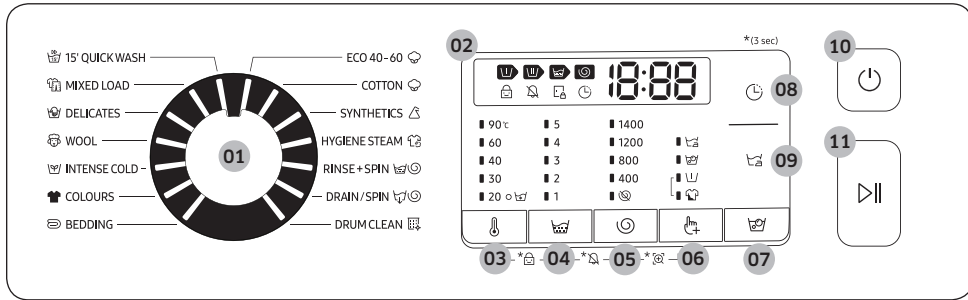 02
*(3 sec)
10
15' QUICK WASH
ECO 40-60
MIXED LOAD
COTTON
18:88
08
DELICATES
SYNTHETICS
90℃ 5 1400
WOOL
HYGIENE STEAM
60 4 1200
11
01
40 3 800
09
INTENSE COLD
RINSE+SPIN
30 2 400
COLOURS
DRAIN/SPIN
20 1
BEDDING
DRUM CLEAN
03 * 04 * 05 * 06 07